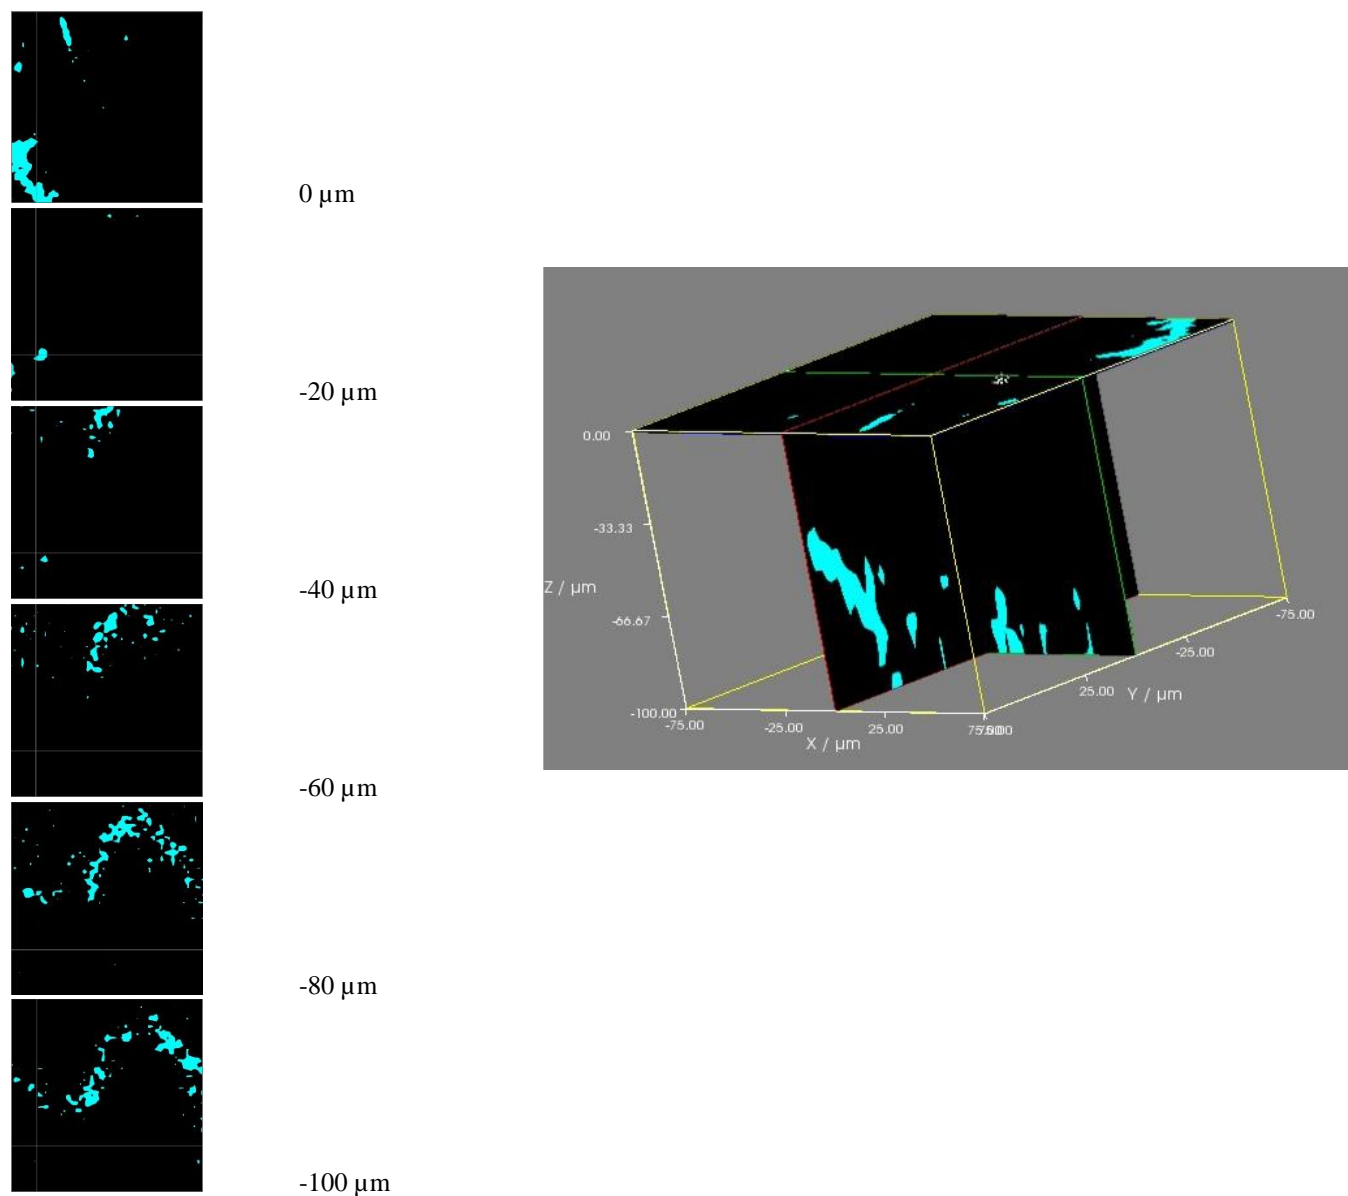 0 µm
-20 µm
-40 µm
-60 µm
-80 µm
-100 µm
0.00
-33.33
Z / µm
-66.67
-100.00
-75.00
-25.00
X / µm
25.00
25.00
Y / µm
-25.00
-75.00